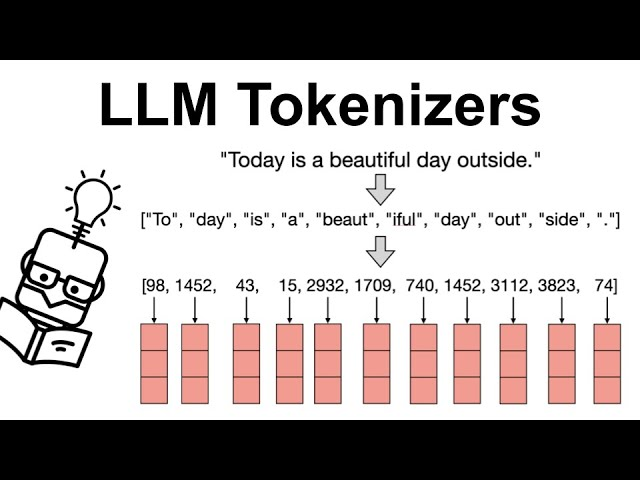 LLM Tokenizers
"Today is a beautiful day outside."
["To", "day", "is", "a", "beaut", "iful", "day", "out", "side", "."]
[98, 1452, 43, 15, 2932, 1709, 740, 1452, 3112, 3823, 74]